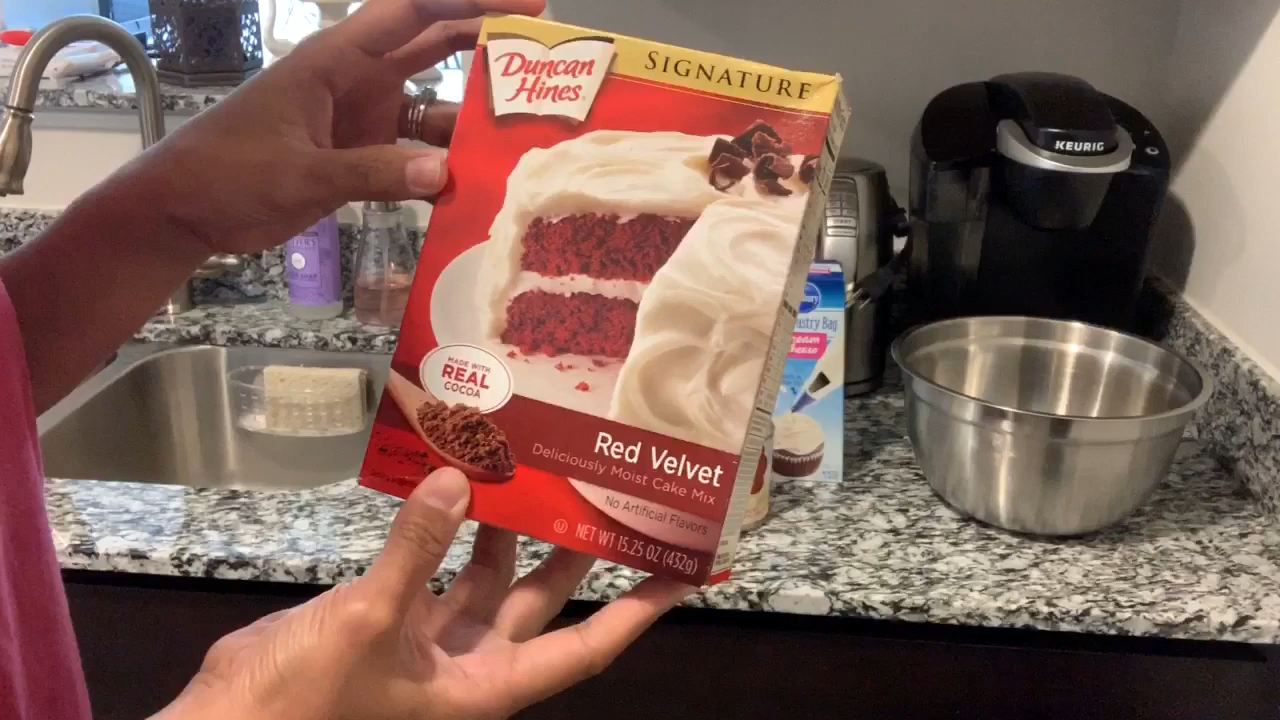 Duncan
Hines
SIGNATURE
MADE WITH
REAL
COCOA
Red Velvet
Deliciously Moist Cake Mix
No Artificial Flavors
NET WT 15.25 OZ (432g)
KEURIG
Bag